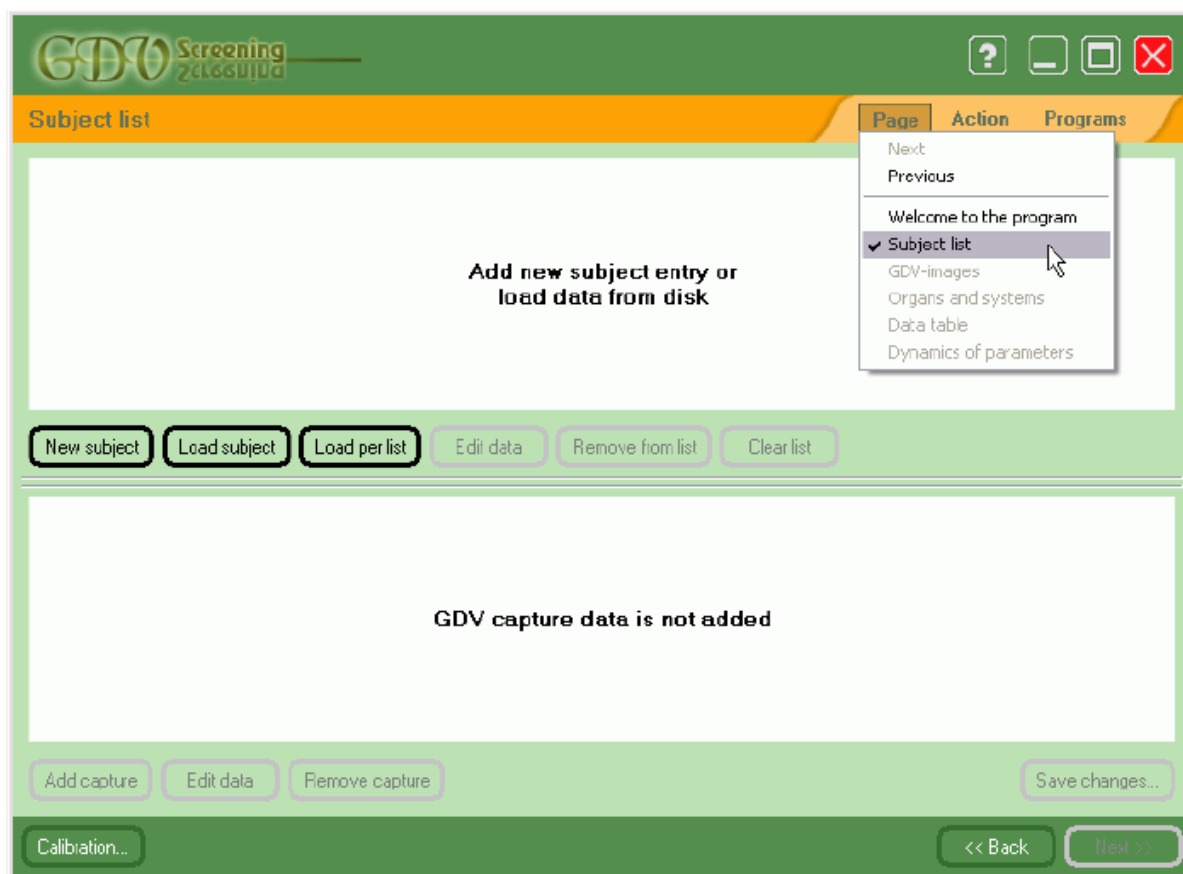 GDV Screening
Subject list
Page Action Programs
Next
Previous
Welcome to the program
Subject list
GDV-images
Organs and systems
Data table
Dynamics of parameters
Add new subject entry or
load data from disk
New subject Load subject Load per list Edit data Remove from list Clear list
GDV capture data is not added
Add capture Edit data Remove capture Save changes...
Calibration... << Back Next >>